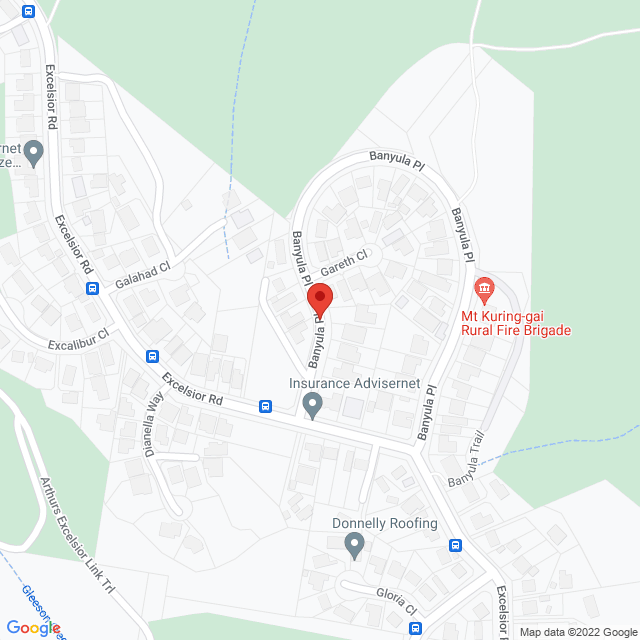 Excelsior Rd
rnet
ze...
Banyula Pl
Banyula Pl
Excelsior Rd
Banyula Pl
Gareth Cl
Galahad Cl
Mt Kuring-gai
Rural Fire Brigade
Banyula Rd
Excalibur Cl
Insurance Advisernet
Excelsior Rd
Dianella Way
Banyula Pl
Banyula Trail
Arthurs Excelsior Link Trl
Donnelly Roofing
Gloria Cl
Excelsior
Gleeson
Google
Map data ©2022 Google